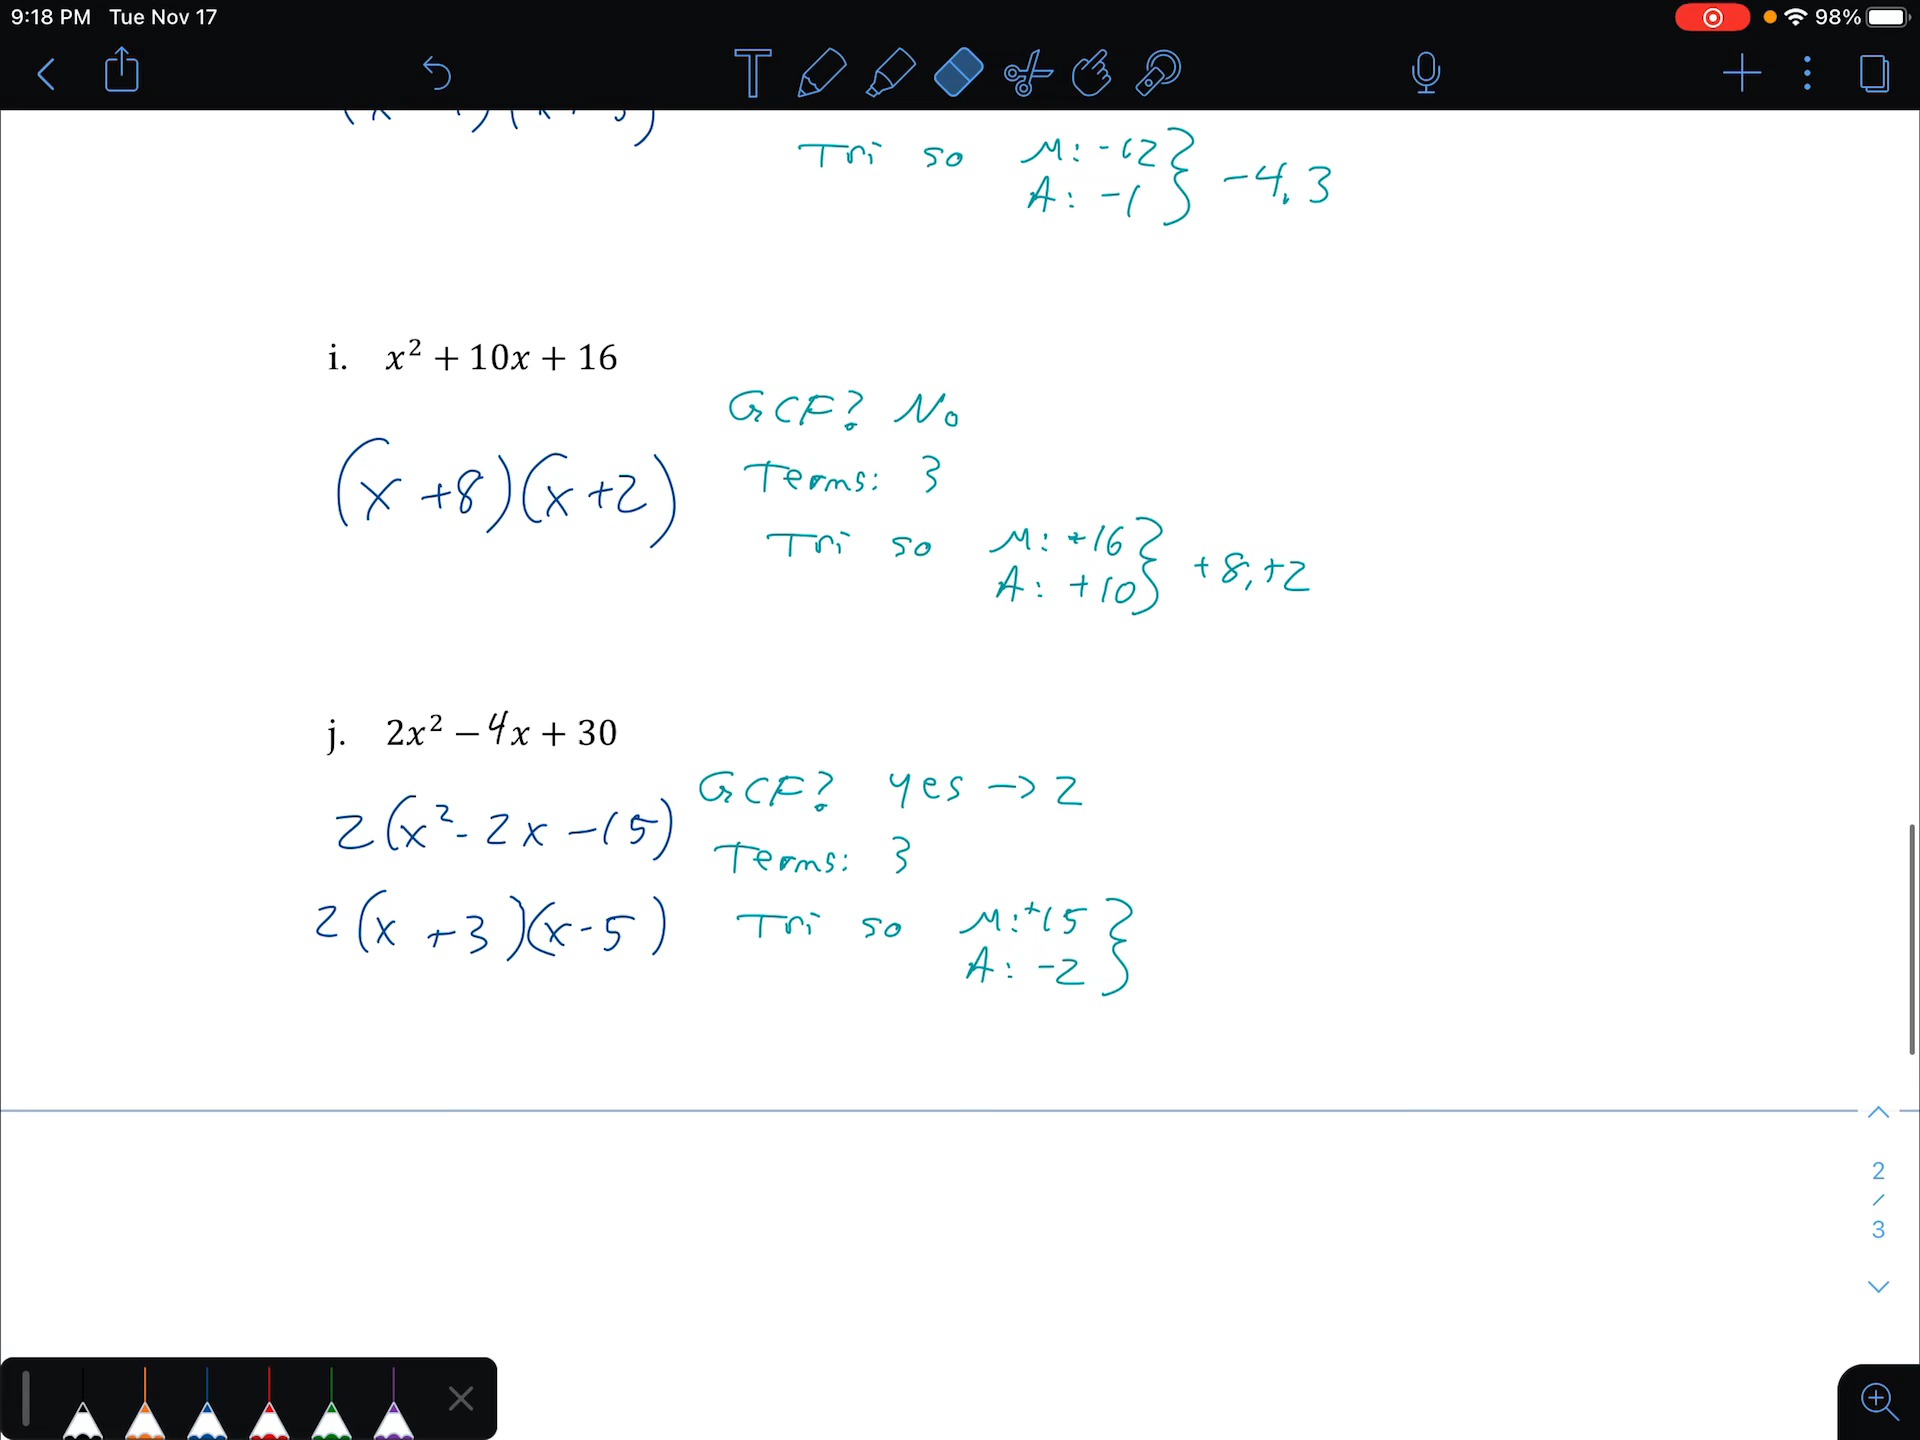 9:18 PM Tue Nov 17
98%
Tri so M: -12
A: -1 } -4, 3
i. x² + 10x + 16
GCF? No
(x +8)(x +2)
Terms: 3
Tri so M: +16
A: +10 } +8, +2
j. 2x² - 4x + 30
GCF? Yes → 2
2(x² - 2x - 15)
Terms: 3
2(x +3)(x - 5)
Tri so M: +15
A: -2 }
2
/
3